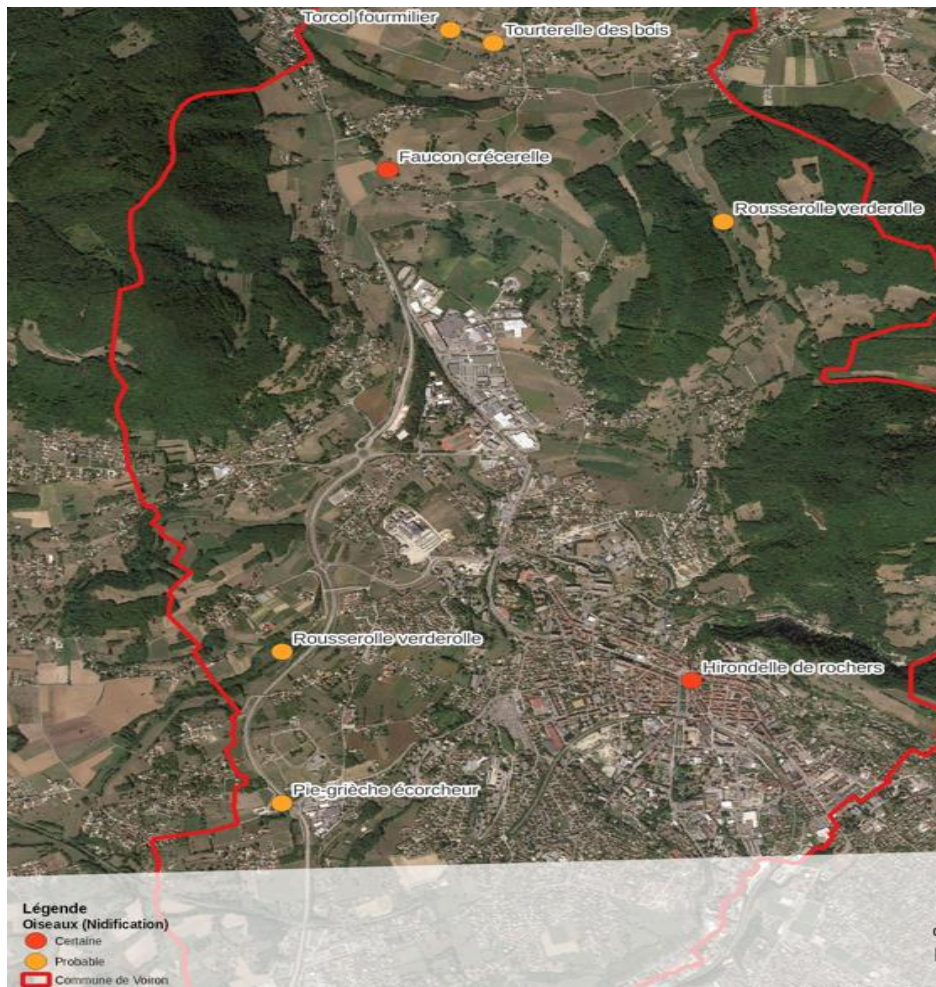 Torcol fourmilier
Tourterelle des bois
Faucon crécerelle
Rousserolle verderolle
Rousserolle verderolle
Hirondelle de rochers
Pie-grièche écorcheur
Légende
Oiseaux (Nidification)
Certaine
Probable
Commune de Voiron